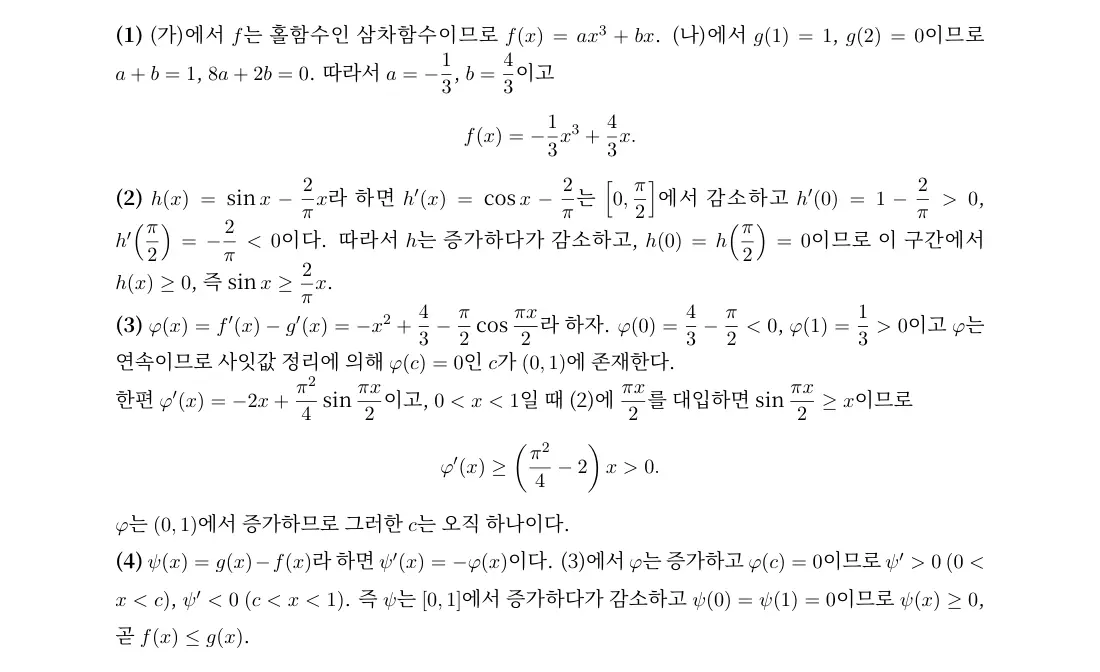 (1) (가)에서 f는 홀함수인 삼차함수이므로 f(x) = ax³ + bx. (나)에서 g(1) = 1, g(2) = 0이므로
a + b = 1, 8a + 2b = 0. 따라서 a = −1/3, b = 4/3이고
f(x) = −1/3 x³ + 4/3 x.
(2) h(x) = sin x − 2/π x라 하면 h′(x) = cos x − 2/π는 [0, π/2]에서 감소하고 h′(0) = 1 − 2/π > 0,
h′(π/2) = −2/π < 0이다. 따라서 h는 증가하다가 감소하고, h(0) = h(π/2) = 0이므로 이 구간에서
h(x) ≥ 0, 즉 sin x ≥ 2/π x.
(3) φ(x) = f′(x) − g′(x) = −x² + 4/3 − π/2 cos πx/2라 하자. φ(0) = 4/3 − π/2 < 0, φ(1) = 1/3 > 0이고 φ는
연속이므로 사잇값 정리에 의해 φ(c) = 0인 c가 (0, 1)에 존재한다.
한편 φ′(x) = −2x + π²/4 sin πx/2이고, 0 < x < 1일 때 (2)에 πx/2를 대입하면 sin πx/2 ≥ x이므로
φ′(x) ≥ (π²/4 − 2) x > 0.
φ는 (0, 1)에서 증가하므로 그러한 c는 오직 하나이다.
(4) ψ(x) = g(x) − f(x)라 하면 ψ′(x) = −φ(x)이다. (3)에서 φ는 증가하고 φ(c) = 0이므로 ψ′ > 0 (0 <
x < c), ψ′ < 0 (c < x < 1). 즉 ψ는 [0, 1]에서 증가하다가 감소하고 ψ(0) = ψ(1) = 0이므로 ψ(x) ≥ 0,
곧 f(x) ≤ g(x).